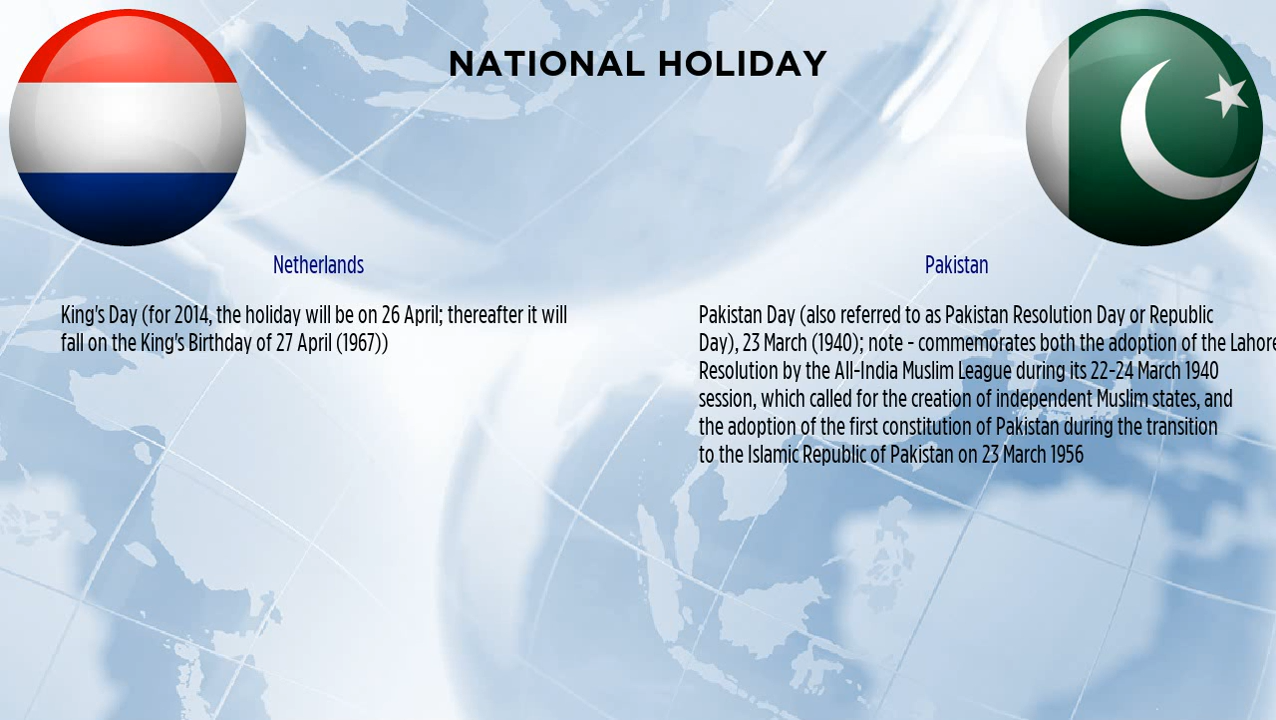 NATIONAL HOLIDAY
Netherlands
King's Day (for 2014, the holiday will be on 26 April; thereafter it will
fall on the King's Birthday of 27 April (1967))
Pakistan
Pakistan Day (also referred to as Pakistan Resolution Day or Republic
Day), 23 March (1940); note - commemorates both the adoption of the Lahore
Resolution by the All-India Muslim League during its 22-24 March 1940
session, which called for the creation of independent Muslim states, and
the adoption of the first constitution of Pakistan during the transition
to the Islamic Republic of Pakistan on 23 March 1956